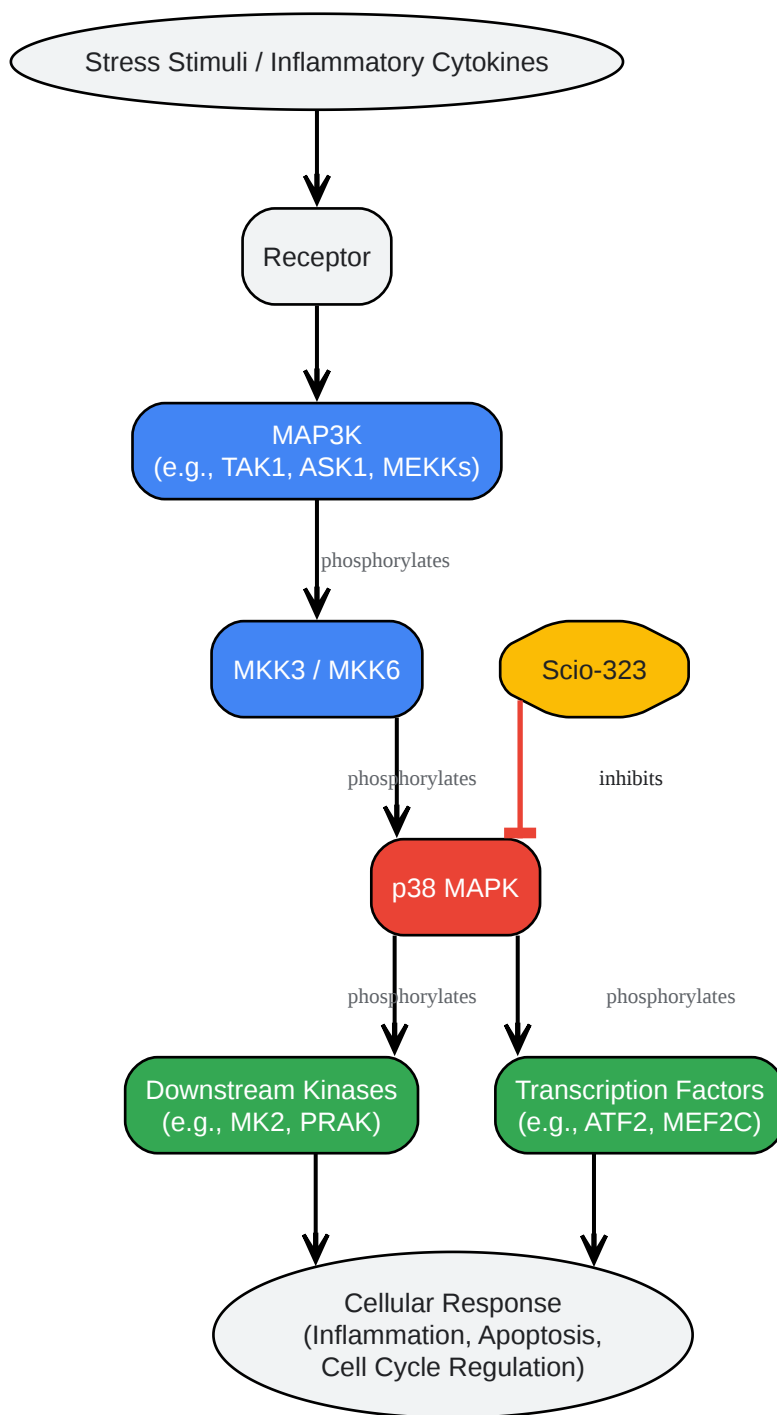 Stress Stimuli / Inflammatory Cytokines
Receptor
MAP3K
(e.g., TAK1, ASK1, MEKKs)
phosphorylates
MKK3 / MKK6
Scio-323
phosphorylates
inhibits
p38 MAPK
phosphorylates
phosphorylates
Downstream Kinases
(e.g., MK2, PRAK)
Transcription Factors
(e.g., ATF2, MEF2C)
Cellular Response
(Inflammation, Apoptosis,
Cell Cycle Regulation)